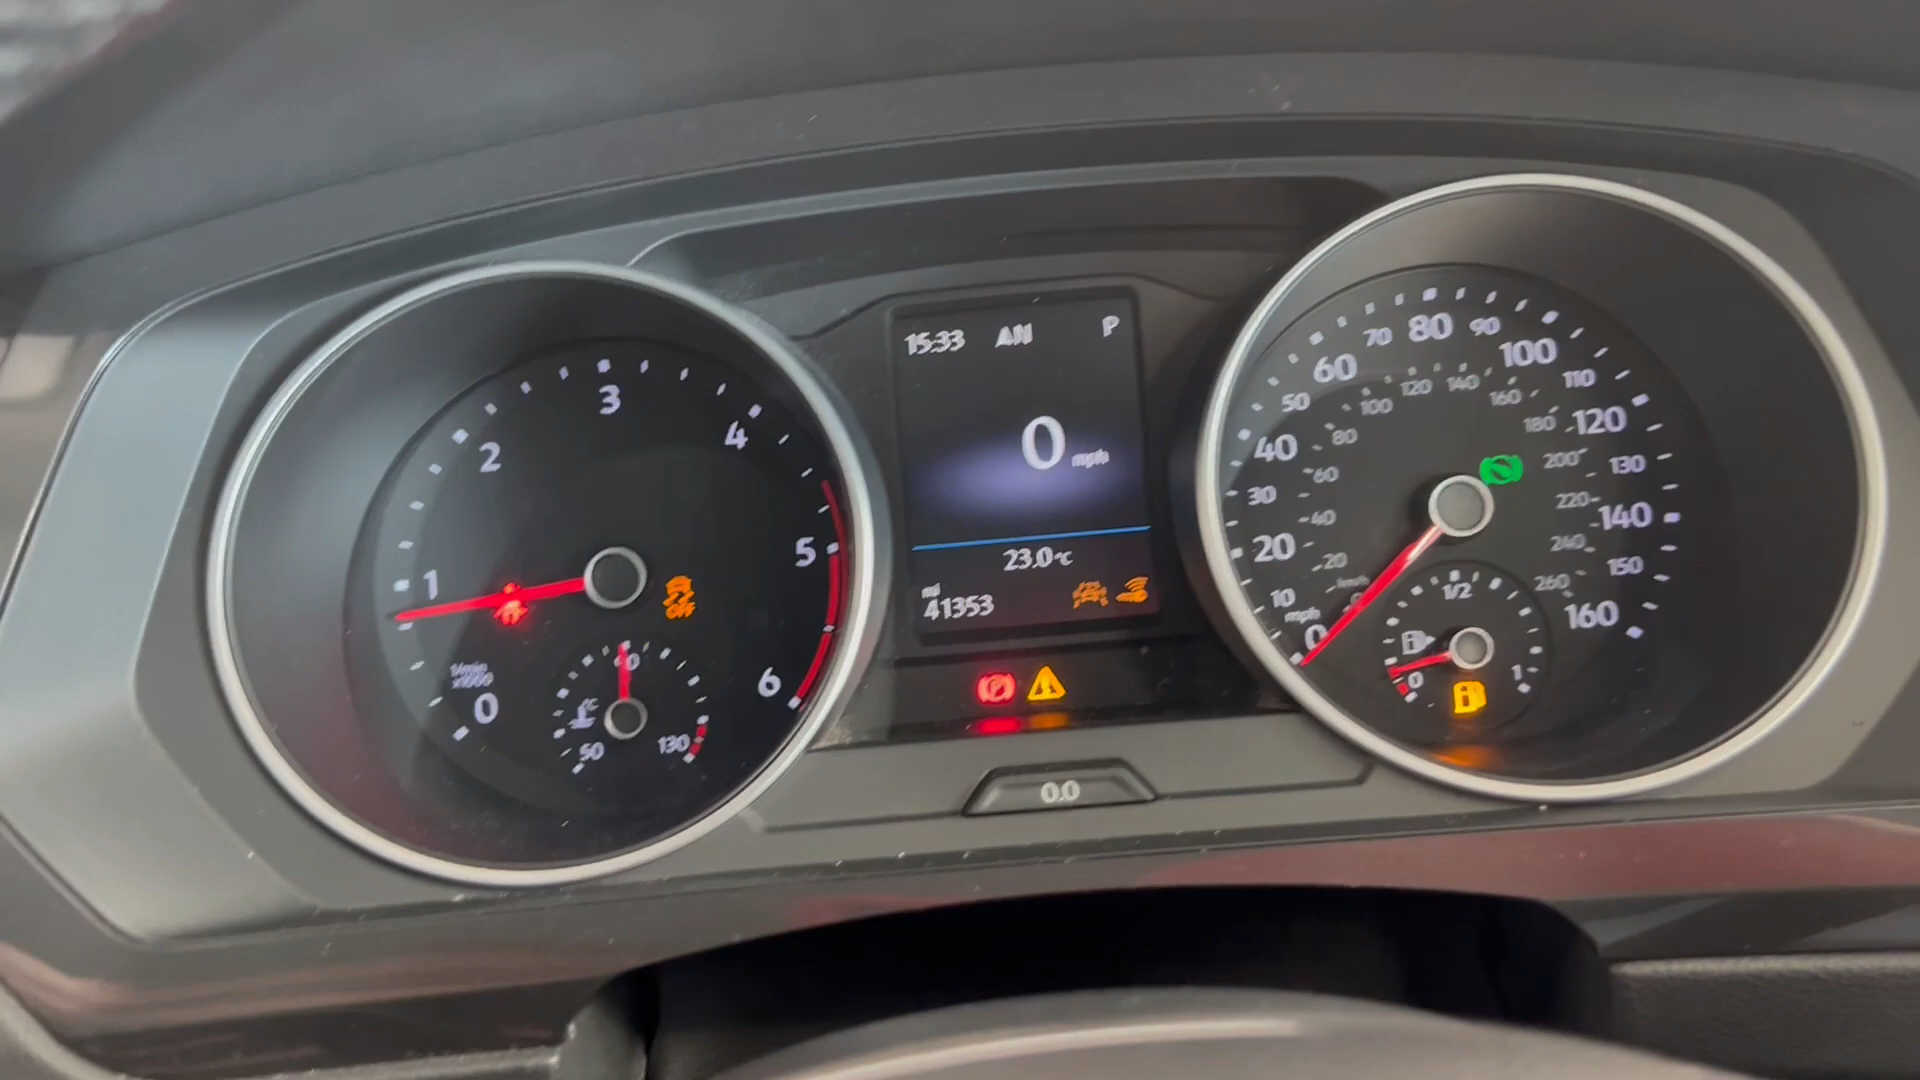 15:33 P
0 mph
23.0°C
mi
41353
0.0
0 1 2 3 4 5 6
1/min
x1000
OFF
°C
50 90 130
0 10 20 30 40 50 60 70 80 90 100 110 120 130 140 150 160
mph
km/h
20 40 60 80 100 120 140 160 180 200 220 240 260
0 1/2 1